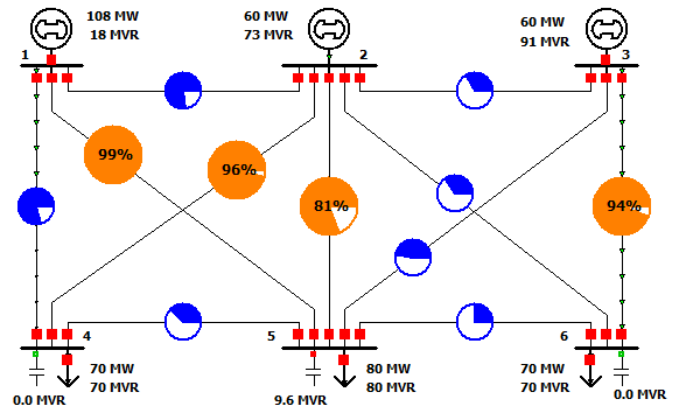 108 MW
18 MVR
60 MW
73 MVR
60 MW
91 MVR
1
2
3
99%
96%
81%
94%
4
5
6
70 MW
70 MVR
80 MW
80 MVR
70 MW
70 MVR
0.0 MVR
9.6 MVR
0.0 MVR